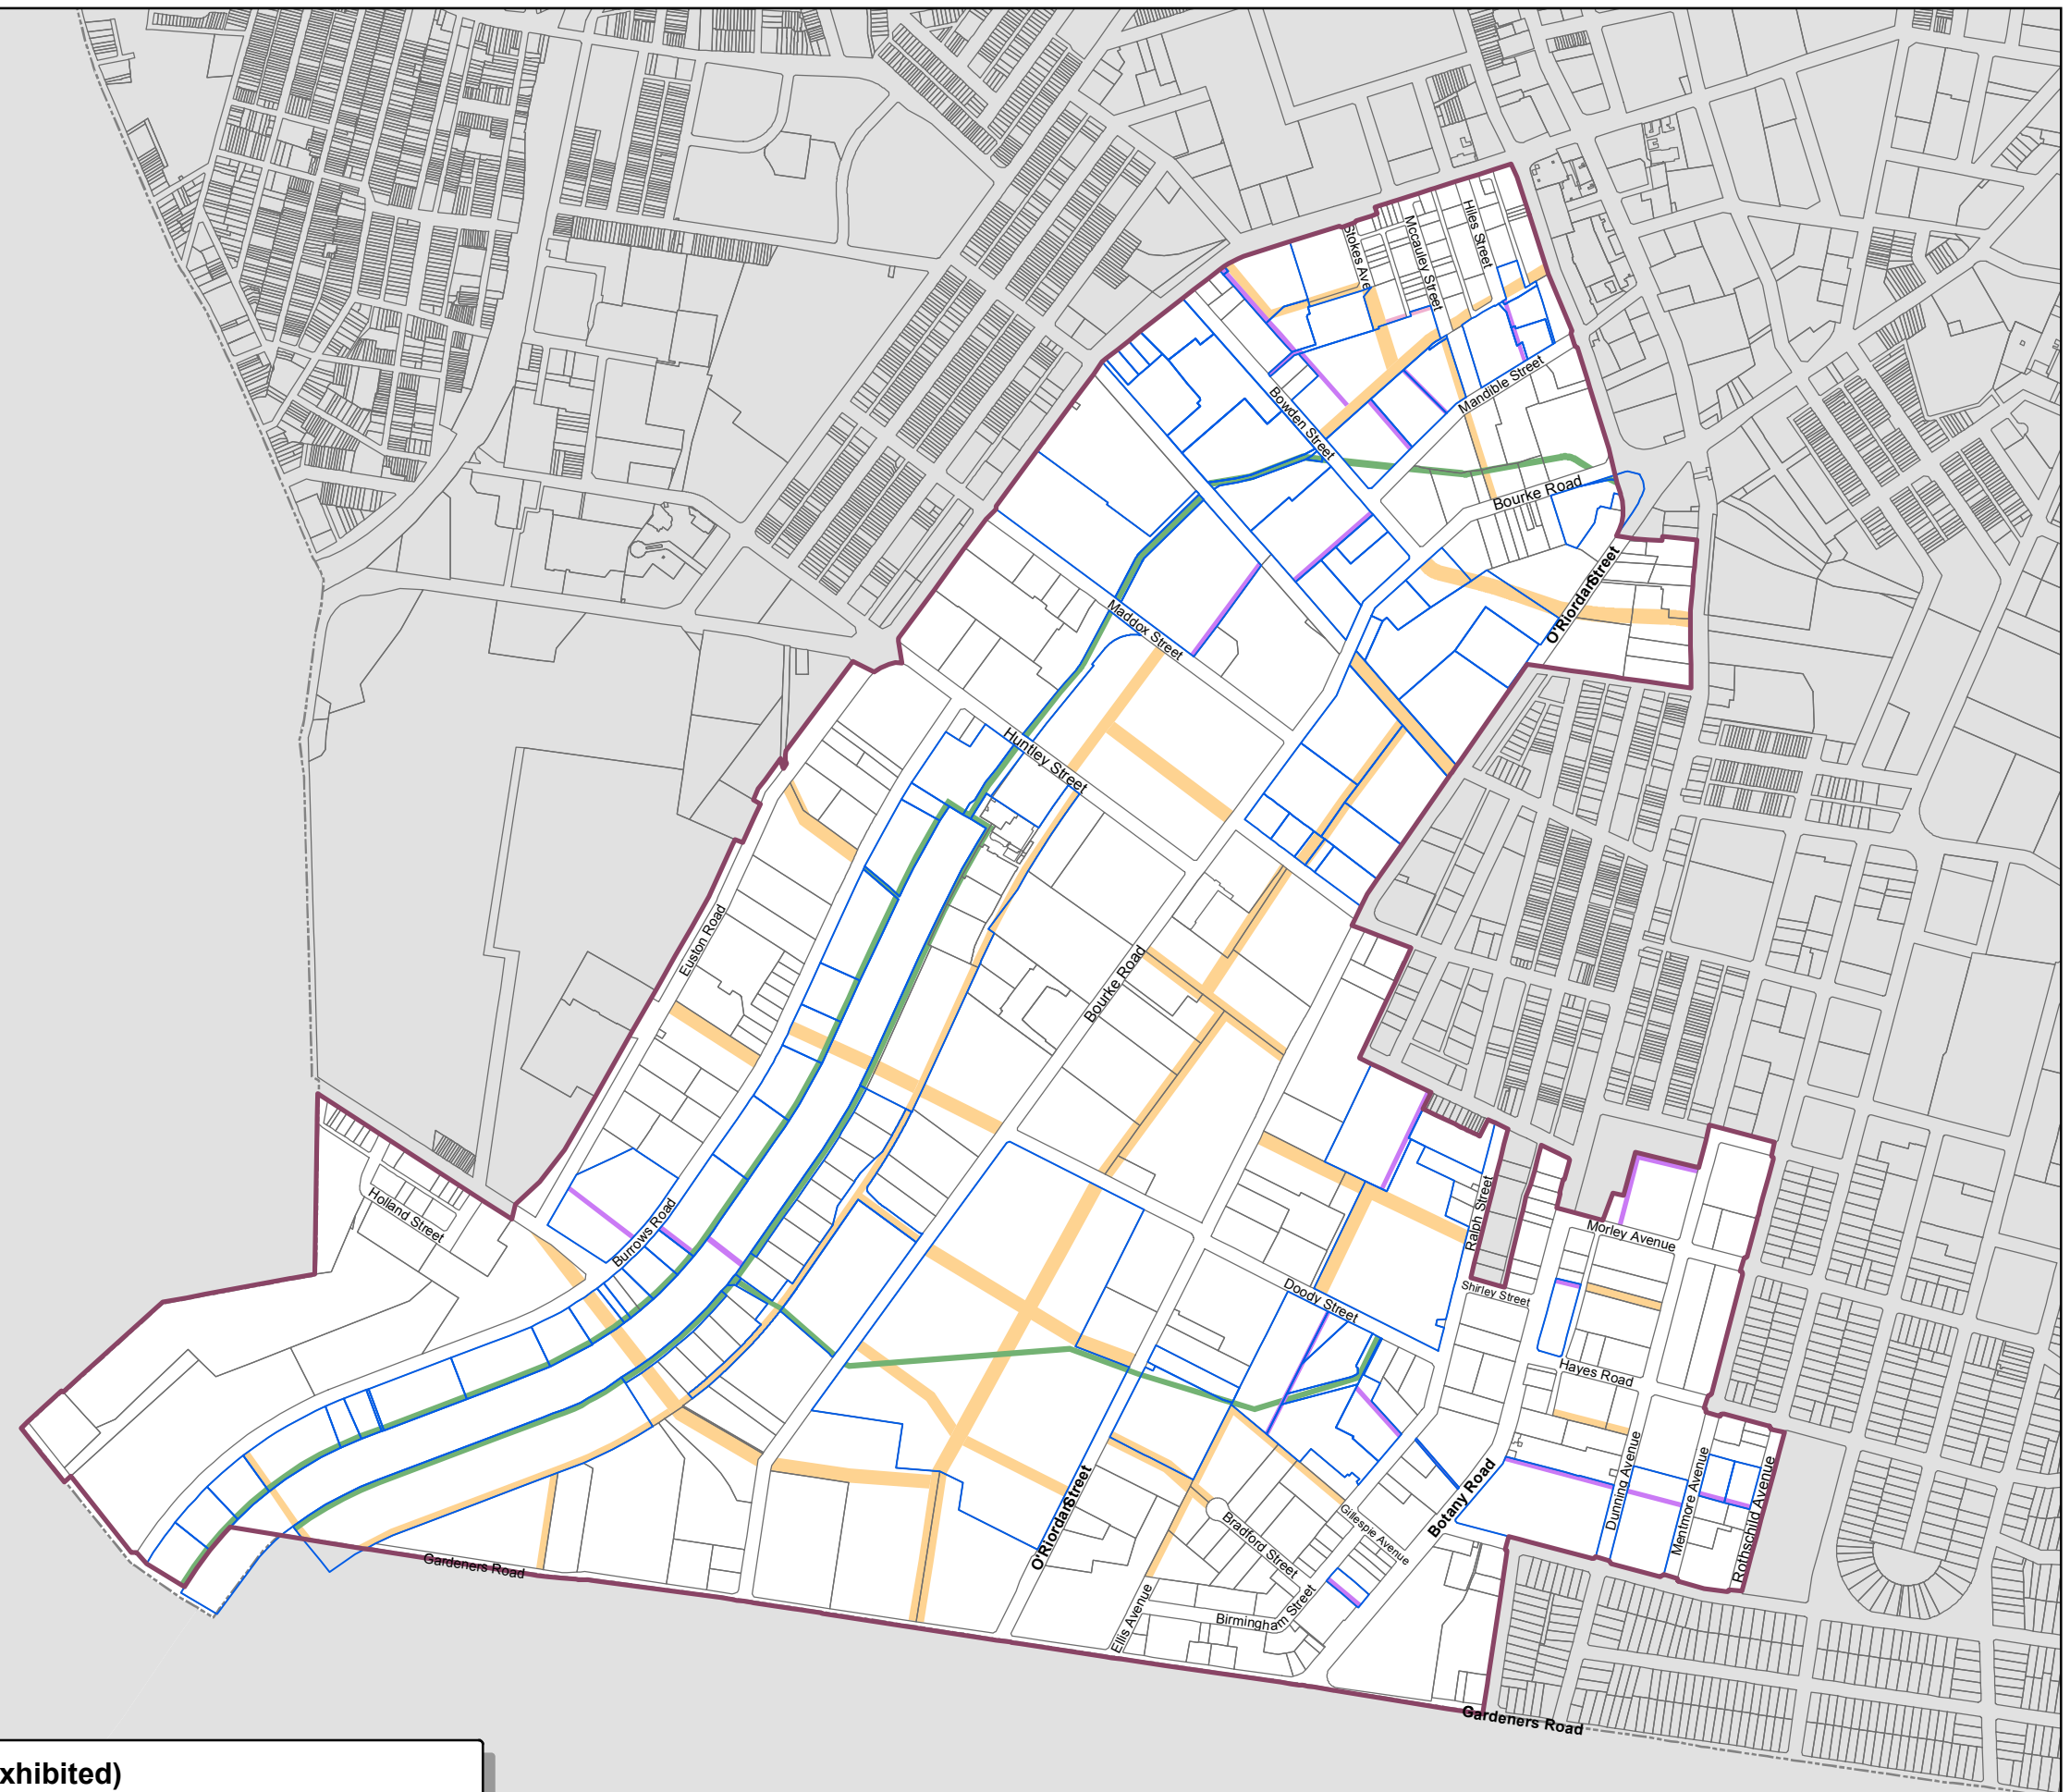 Stokes Ave
Mccauley Street
Hiles Street
Mandible Street
Bowden Street
Bourke Road
O'Riordan Street
Maddox Street
Huntley Street
Euston Road
Bourke Road
Holland Street
Burrows Road
Ralph Street
Morley Avenue
Shirley Street
Doody Street
Hayes Road
Dunning Avenue
Mentmore Avenue
Rothschild Avenue
Botany Road
O'Riordan Street
Gillespie Avenue
Bradford Street
Gardeners Road
Ellis Avenue
Birmingham Street
Gardeners Road
xhibited)